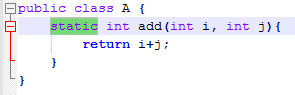 public class A {
static int add(int i, int j){
return i+j;
}
}